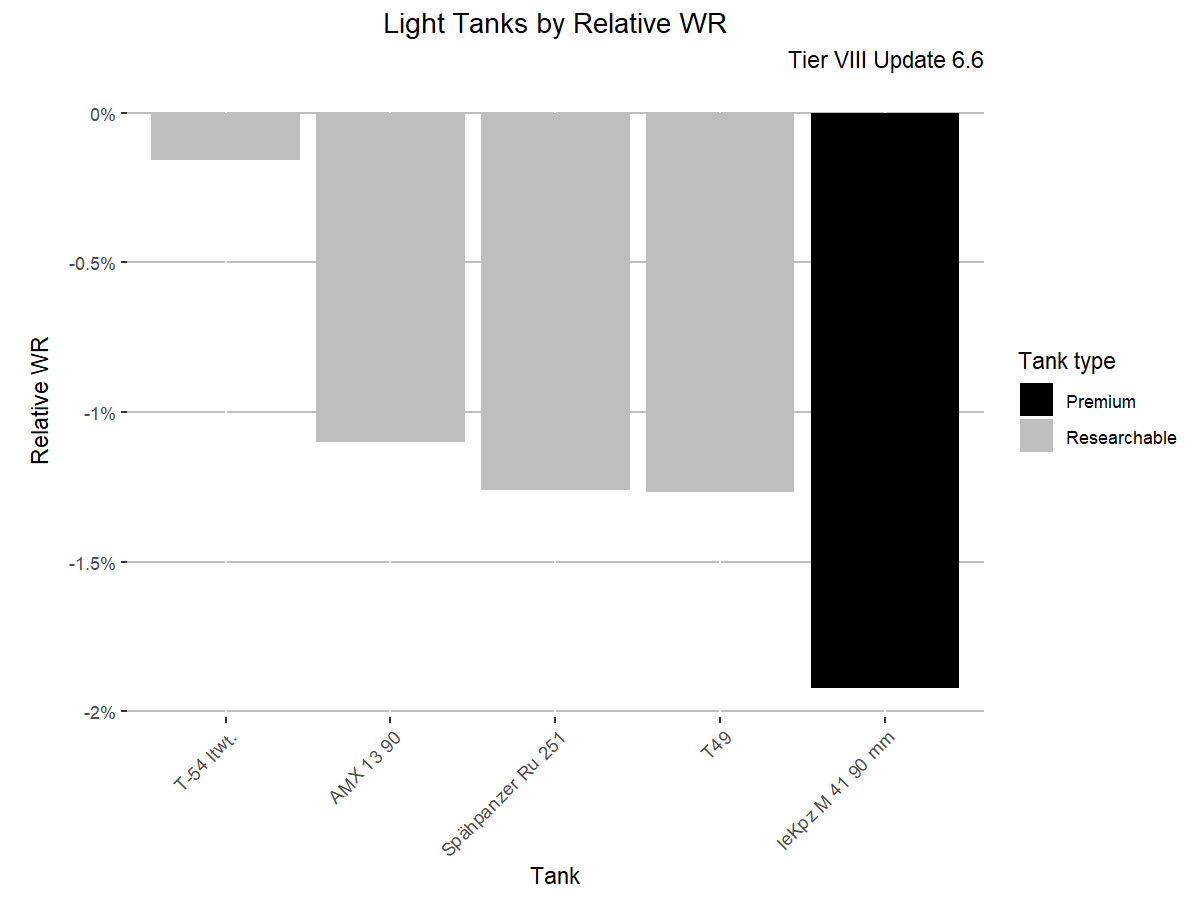 Light Tanks by Relative WR
Tier VIII Update 6.6
Relative WR
0%
-0.5%
-1%
-1.5%
-2%
T-54 ltwt.
AMX 13 90
Spähpanzer Ru 251
T49
leKpz M 41 90 mm
Tank
Tank type
Premium
Researchable